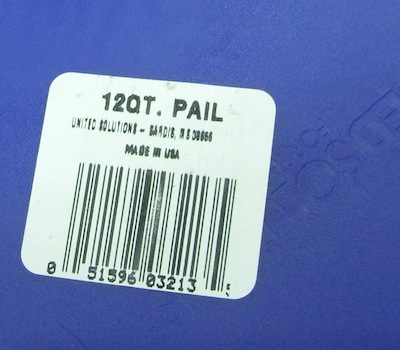 12QT. PAIL
UNITED SOLUTIONS - SARDIS, MS 38666
MADE IN USA
0 51596 03213